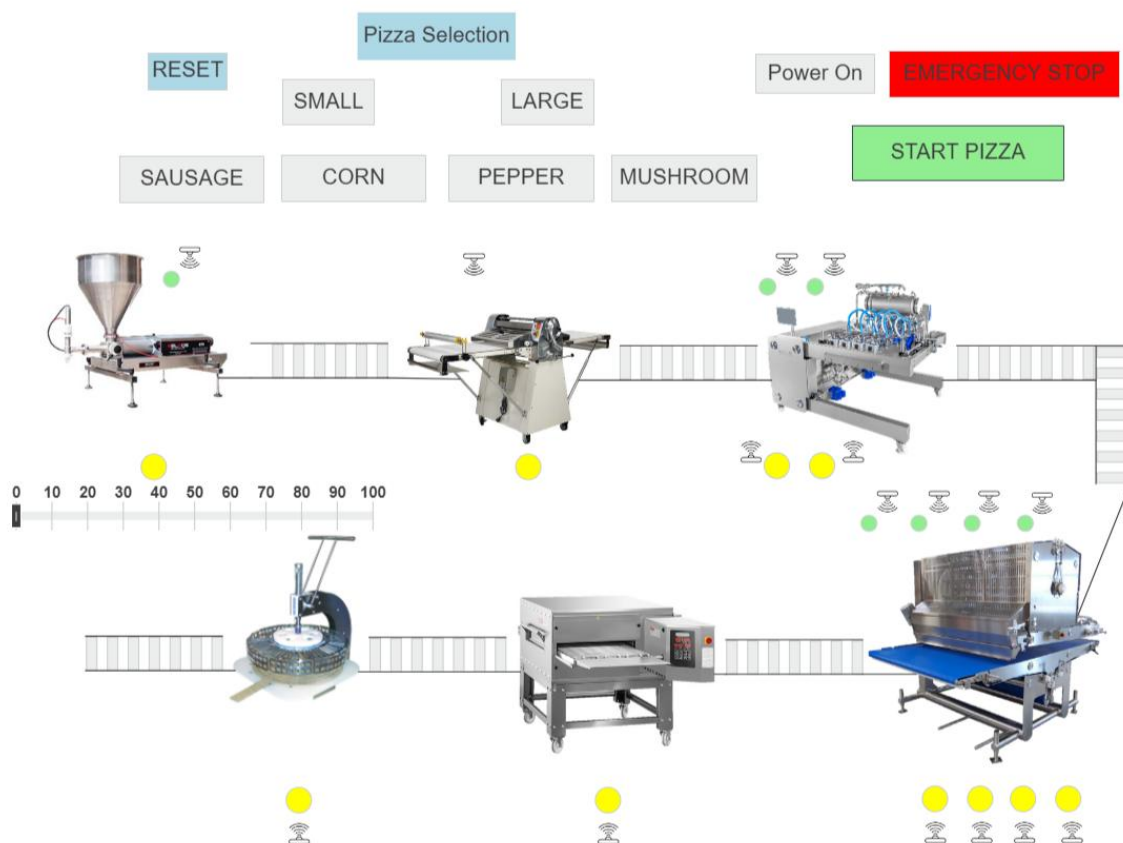 Pizza Selection
RESET
Power On
EMERGENCY STOP
SMALL
LARGE
START PIZZA
SAUSAGE
CORN
PEPPER
MUSHROOM
0 10 20 30 40 50 60 70 80 90 100